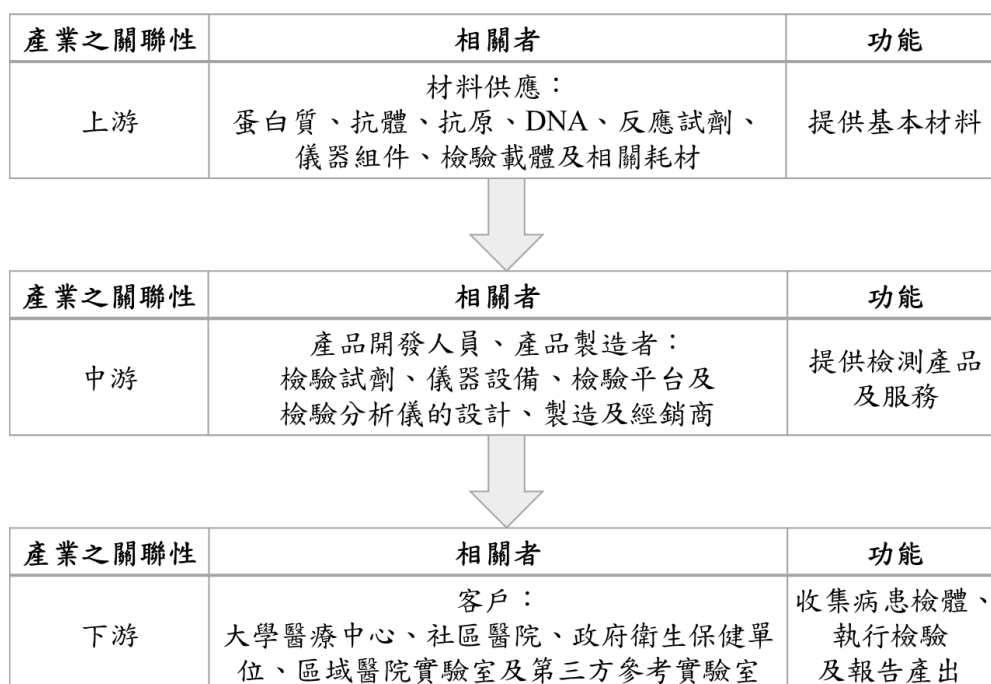 產業之關聯性 相關者 功能
材料供應：
上游 蛋白質、抗體、抗原、DNA、反應試劑、 提供基本材料
儀器組件、檢驗載體及相關耗材
產業之關聯性 相關者 功能
產品開發人員、產品製造者：
中游 檢驗試劑、儀器設備、檢驗平台及 提供檢測產品
檢驗分析儀的設計、製造及經銷商 及服務
產業之關聯性 相關者 功能
客戶： 收集病患檢體、
下游 大學醫療中心、社區醫院、政府衛生保健單 執行檢驗
位、區域醫院實驗室及第三方參考實驗室 及報告產出